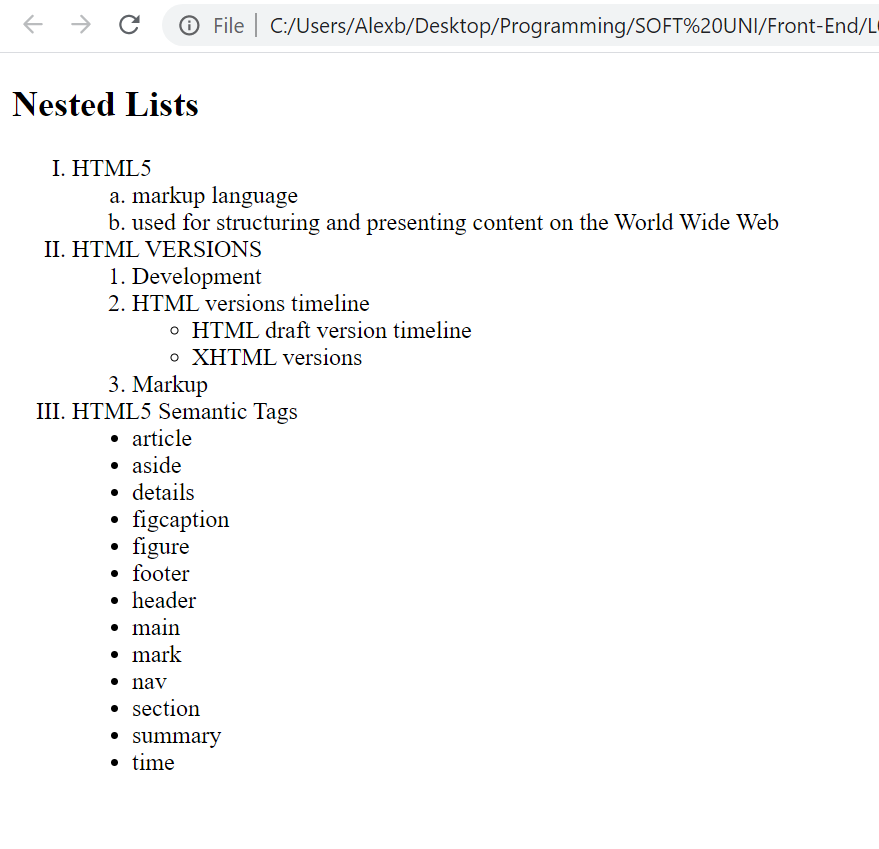 File | C:/Users/Alexb/Desktop/Programming/SOFT%20UNI/Front-End/L
Nested Lists
I. HTML5
a. markup language
b. used for structuring and presenting content on the World Wide Web
II. HTML VERSIONS
1. Development
2. HTML versions timeline
◦ HTML draft version timeline
◦ XHTML versions
3. Markup
III. HTML5 Semantic Tags
• article
• aside
• details
• figcaption
• figure
• footer
• header
• main
• mark
• nav
• section
• summary
• time